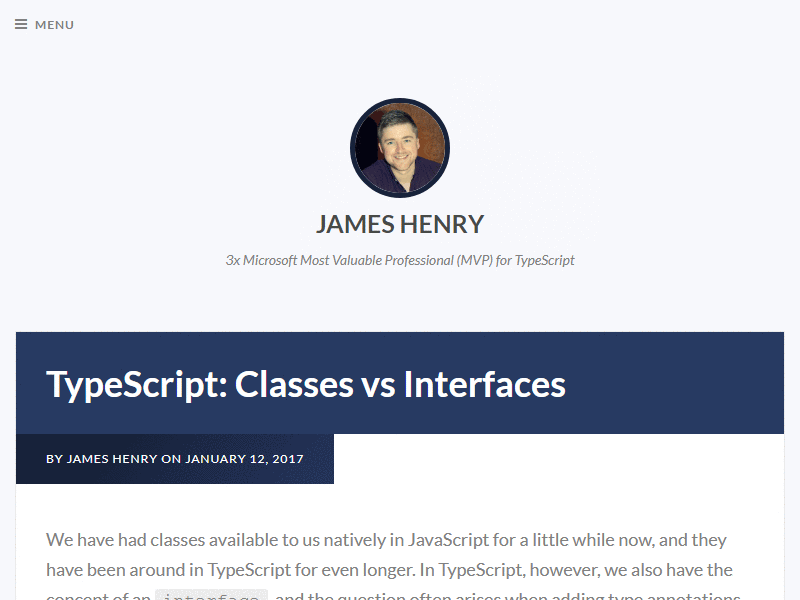 MENU
JAMES HENRY
3x Microsoft Most Valuable Professional (MVP) for TypeScript
TypeScript: Classes vs Interfaces
BY JAMES HENRY ON JANUARY 12, 2017
We have had classes available to us natively in JavaScript for a little while now, and they
have been around in TypeScript for even longer. In TypeScript, however, we also have the
concept of an interface, and the question often arises when adding type annotations